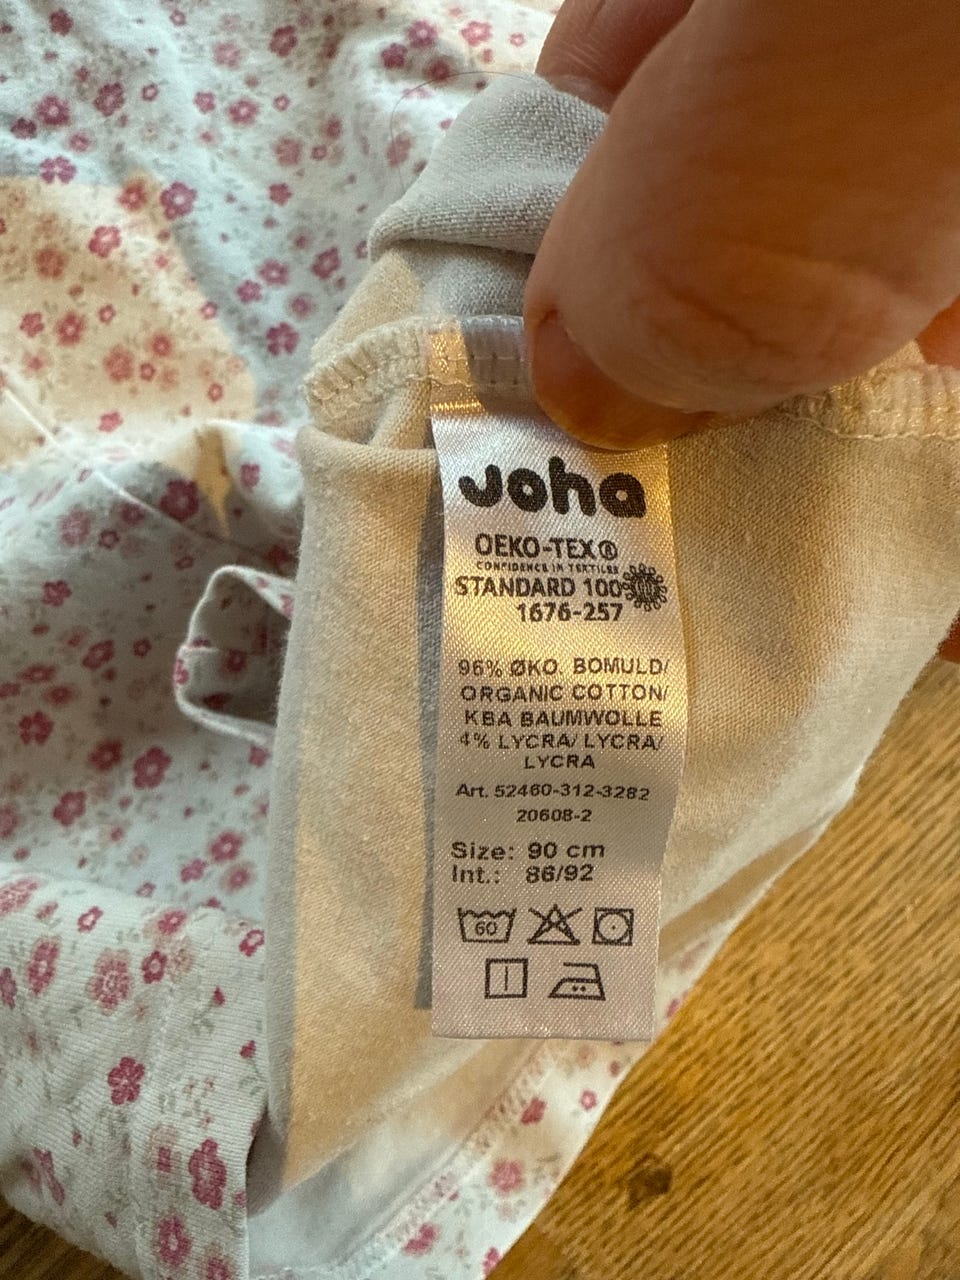 Joha
OEKO-TEX®
CONFIDENCE IN TEXTILES
STANDARD 100
1676-257
96% ØKO. BOMULD/
ORGANIC COTTON/
KBA BAUMWOLLE
4% LYCRA/ LYCRA/
LYCRA
Art. 52460-312-3282
20608-2
Size: 90 cm
Int.: 86/92
60